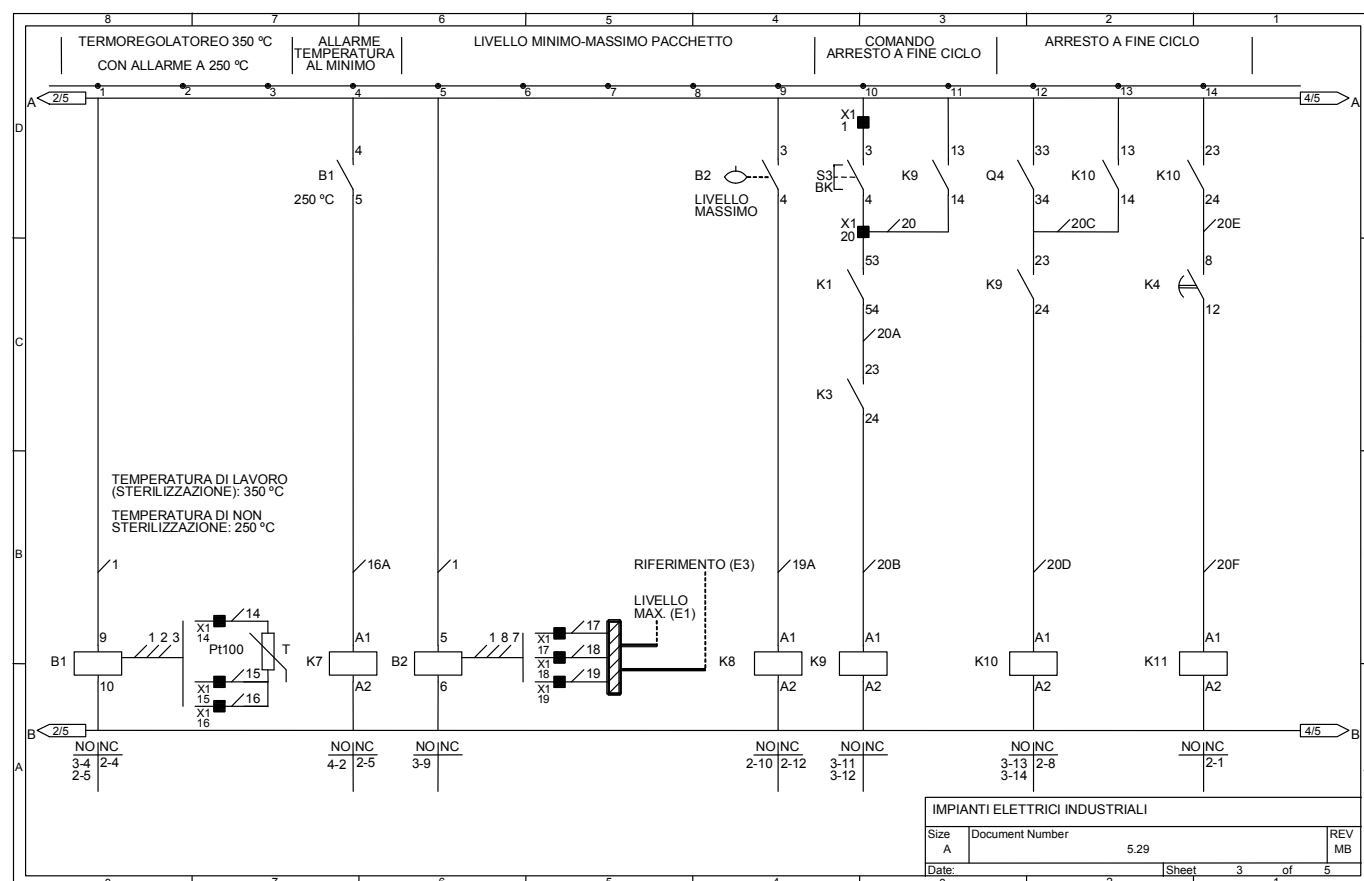 8 7 6 5 4 3 2 1
TERMOREGOLATOREO 350 ºC
CON ALLARME A 250 ºC
ALLARME
TEMPERATURA
AL MINIMO
LIVELLO MINIMO-MASSIMO PACCHETTO
COMANDO
ARRESTO A FINE CICLO
ARRESTO A FINE CICLO
A 2/5 1 2 3 4 5 6 7 8 9 10 11 12 13 14 4/5 A
D
X1
1
4
B1
250 ºC 5
3
B2
LIVELLO
MASSIMO
4
3
S3
BK
4
13
K9
14
33
Q4
34
13
K10
14
23
K10
24
X1
20
20
20C
20E
53
K1
54
23
K9
24
8
K4
12
C
20A
23
K3
24
TEMPERATURA DI LAVORO
(STERILIZZAZIONE): 350 ºC
TEMPERATURA DI NON
STERILIZZAZIONE: 250 ºC
B
1 16A 1 19A 20B 20D 20F
RIFERIMENTO (E3)
LIVELLO
MAX. (E1)
9
B1
10
1 2 3
X1
14
14
Pt100
T
X1
15
15
X1
16
16
A1
K7
A2
5
B2
6
1 8 7
X1
17
17
X1
18
18
X1
19
19
A1
K8
A2
A1
K9
A2
A1
K10
A2
A1
K11
A2
B 2/5 4/5 B
A
NO NC
3-4 2-4
2-5
NO NC
4-2 2-5
NO NC
3-9
NO NC
2-10 2-12
NO NC
3-11
3-12
NO NC
3-13 2-8
3-14
NO NC
2-1
IMPIANTI ELETTRICI INDUSTRIALI
Size Document Number REV
A 5.29 MB
Date: Sheet 3 of 5